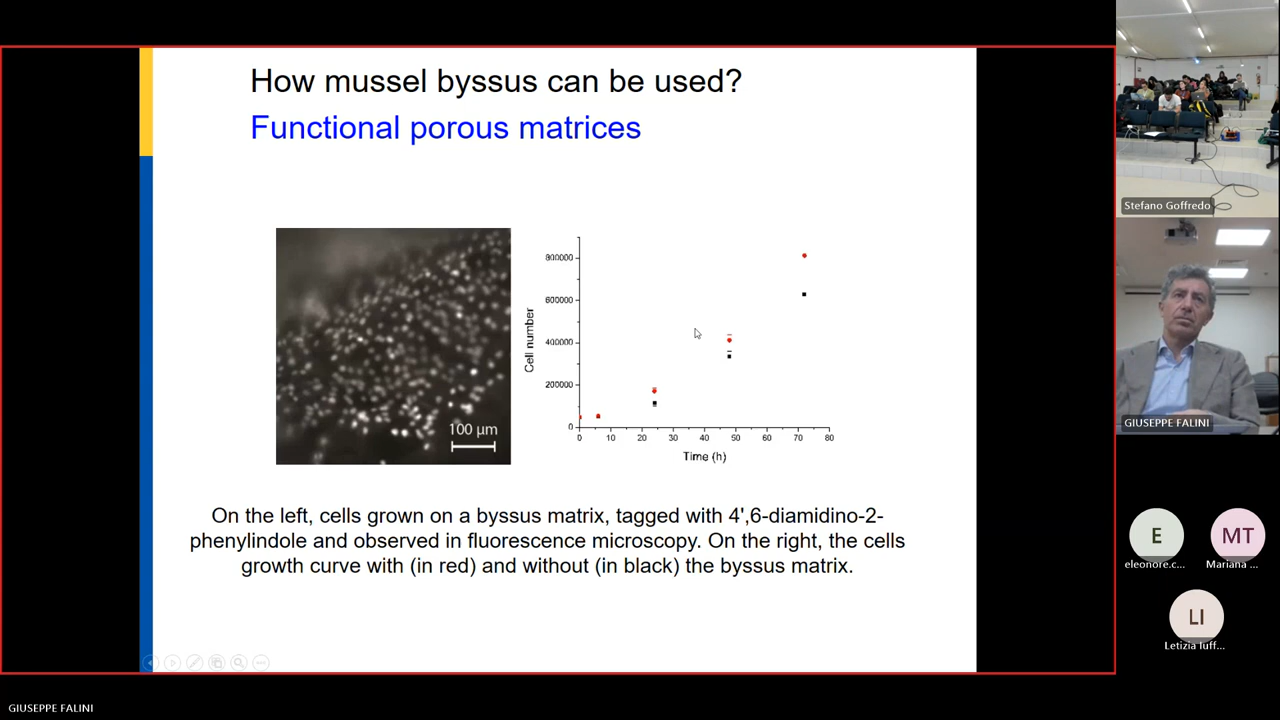 How mussel byssus can be used?
Functional porous matrices
100 μm
Cell number
800000
600000
400000
200000
0
0 10 20 30 40 50 60 70 80
Time (h)
On the left, cells grown on a byssus matrix, tagged with 4',6-diamidino-2-
phenylindole and observed in fluorescence microscopy. On the right, the cells
growth curve with (in red) and without (in black) the byssus matrix.
Stefano Goffredo
GIUSEPPE FALINI
E
MT
eleonore.c...
Mariana ...
LI
Letizia Iuff...
GIUSEPPE FALINI